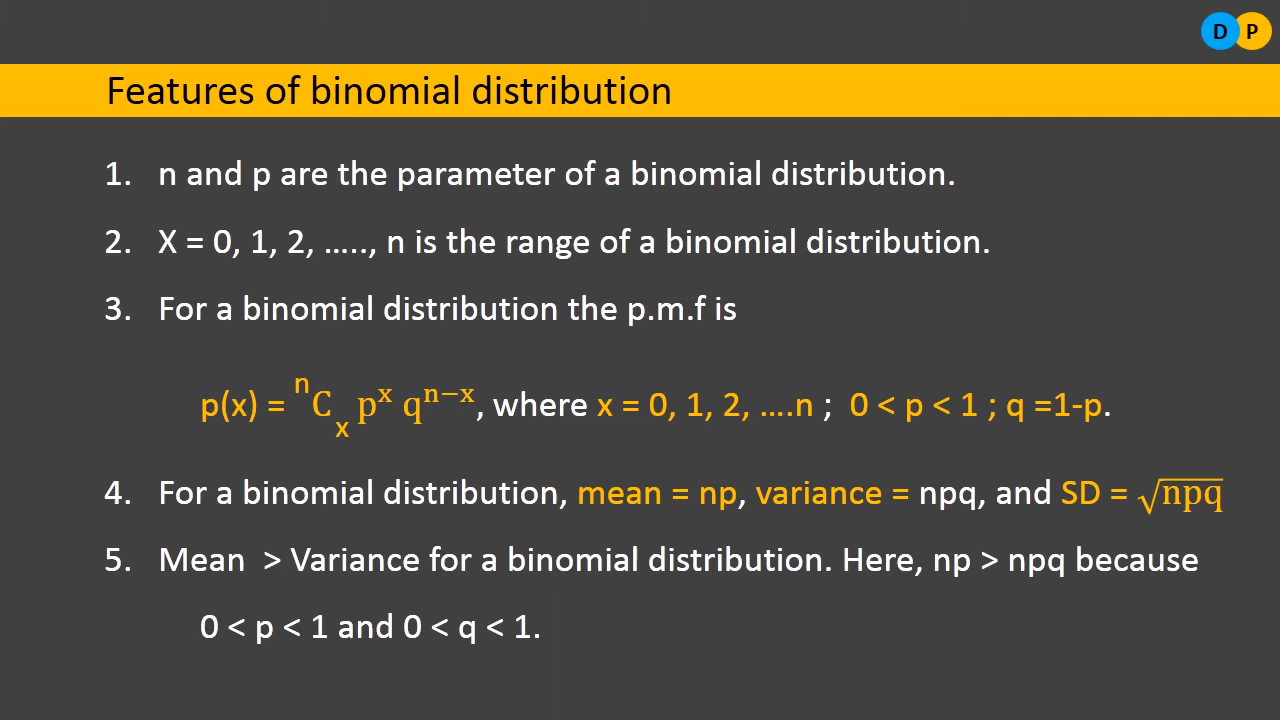 D P
Features of binomial distribution
1. n and p are the parameter of a binomial distribution.
2. X = 0, 1, 2, ....., n is the range of a binomial distribution.
3. For a binomial distribution the p.m.f is
p(x) = ⁿCₓ pˣ qⁿ⁻ˣ, where x = 0, 1, 2, ....n ; 0 < p < 1 ; q =1-p.
4. For a binomial distribution, mean = np, variance = npq, and SD = √npq
5. Mean > Variance for a binomial distribution. Here, np > npq because
0 < p < 1 and 0 < q < 1.